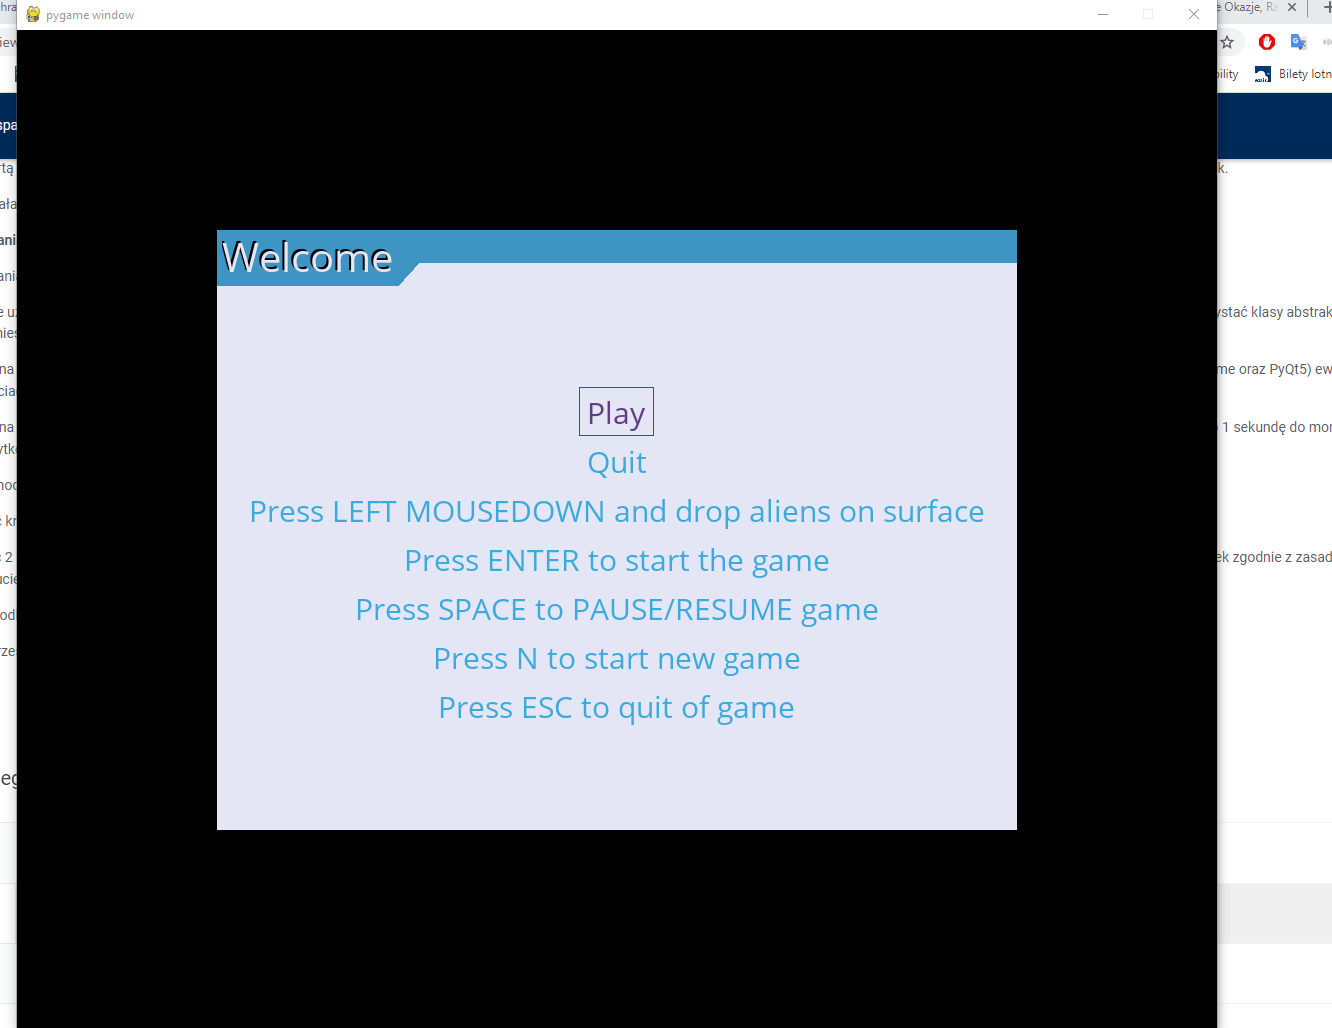 pygame window
Okazje, Ra
Bilety lotn
k.
ystać klasy abstrak
me oraz PyQt5) ew
1 sekundę do mor
ek zgodnie z zasad
Welcome
Play
Quit
Press LEFT MOUSEDOWN and drop aliens on surface
Press ENTER to start the game
Press SPACE to PAUSE/RESUME game
Press N to start new game
Press ESC to quit of game